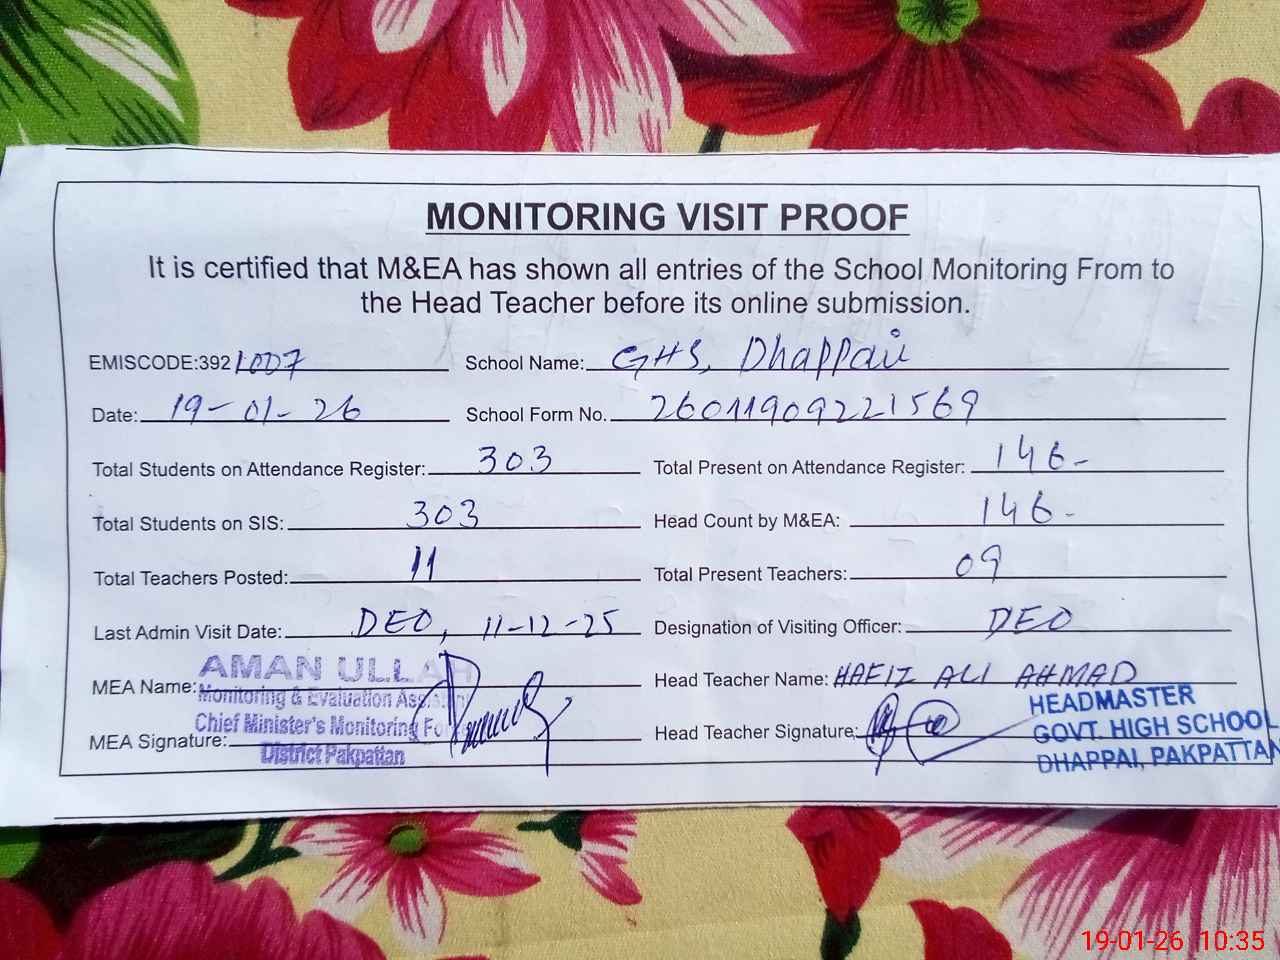 MONITORING VISIT PROOF
It is certified that M&EA has shown all entries of the School Monitoring From to
the Head Teacher before its online submission.
EMISCODE:3921007 School Name: GHS, Dhappai
Date: 19-01-26 School Form No. 26011909221569
Total Students on Attendance Register: 303 Total Present on Attendance Register: 146-
Total Students on SIS: 303 Head Count by M&EA: 146-
Total Teachers Posted: 11 Total Present Teachers: 09
Last Admin Visit Date: DEO, 11-12-25 Designation of Visiting Officer: DEO
AMAN ULLAH
MEA Name: Head Teacher Name: HAFIZ ALI AHMAD
Monitoring & Evaluation
HEADMASTER
Chief Minister's Monitoring
GOVT. HIGH SCHOOL
MEA Signature: Head Teacher Signature:
District Pakpattan
DHAPPAI, PAKPATTAN
19-01-26 10:35